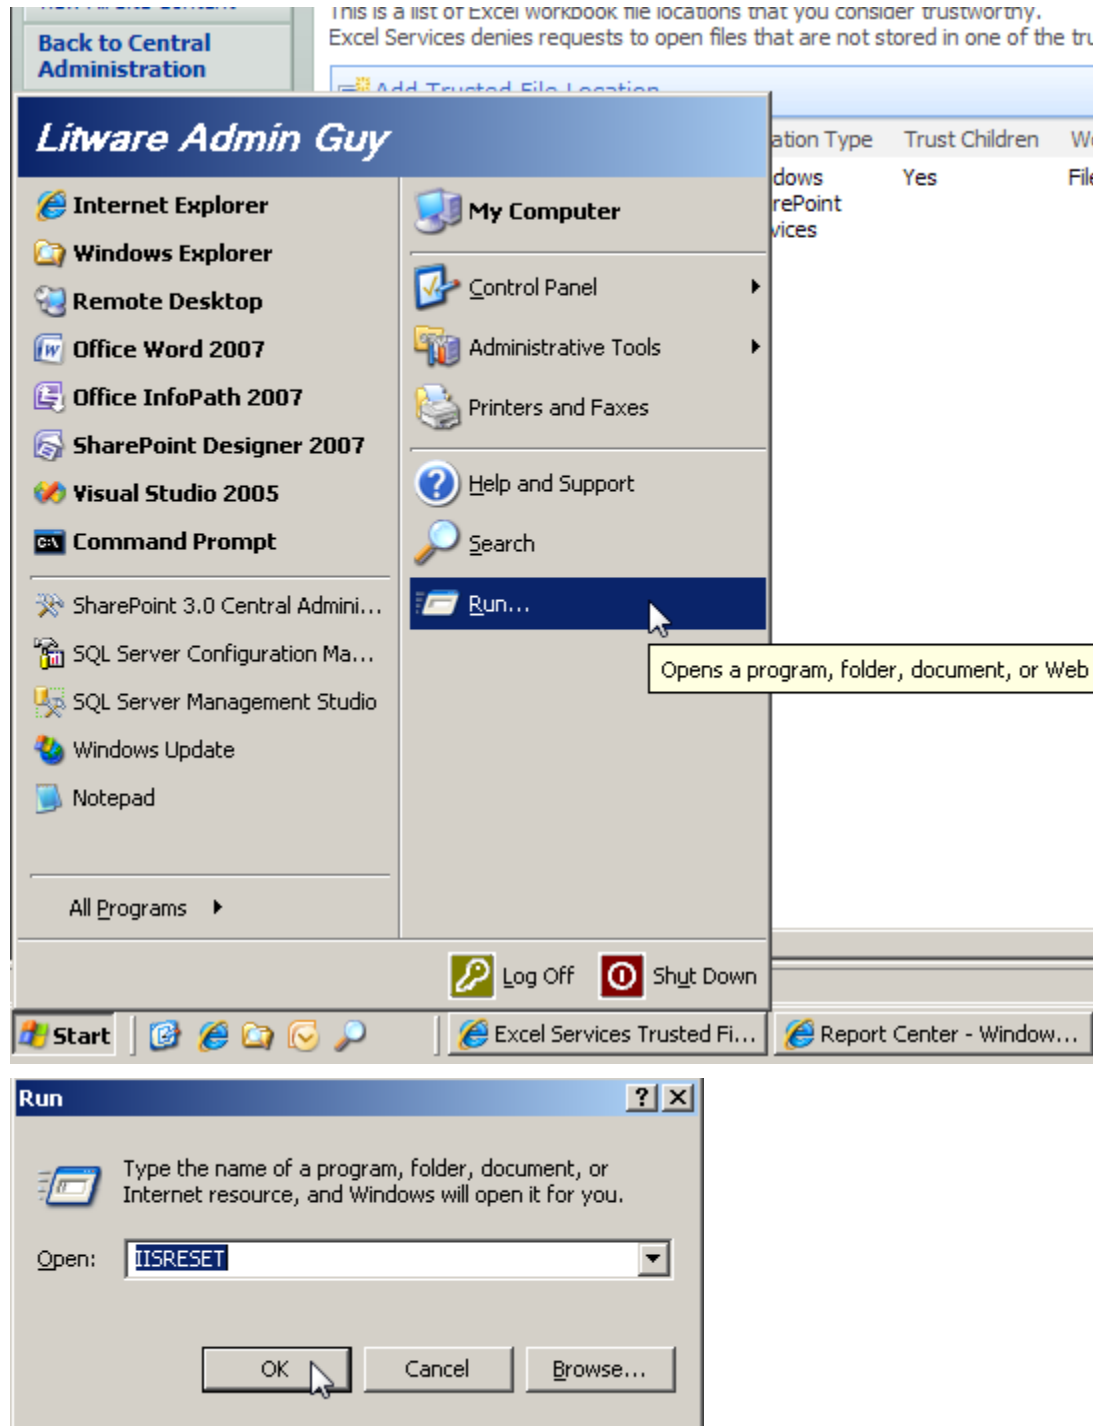 This is a list of Excel workbook file locations that you consider trustworthy.
Back to Central
Administration
Excel Services denies requests to open files that are not stored in one of the tru
Add Trusted File Location
Litware Admin Guy
ation Type Trust Children
dows Yes File
rePoint
vices
Internet Explorer
Windows Explorer
Remote Desktop
Office Word 2007
Office InfoPath 2007
SharePoint Designer 2007
Visual Studio 2005
Command Prompt
SharePoint 3.0 Central Admini...
SQL Server Configuration Ma...
SQL Server Management Studio
Windows Update
Notepad
All Programs
My Computer
Control Panel
Administrative Tools
Printers and Faxes
Help and Support
Search
Run...
Opens a program, folder, document, or Web
Log Off Shut Down
Start Excel Services Trusted Fi... Report Center - Window...
Run
Type the name of a program, folder, document, or
Internet resource, and Windows will open it for you.
Open: IISRESET
OK Cancel Browse...